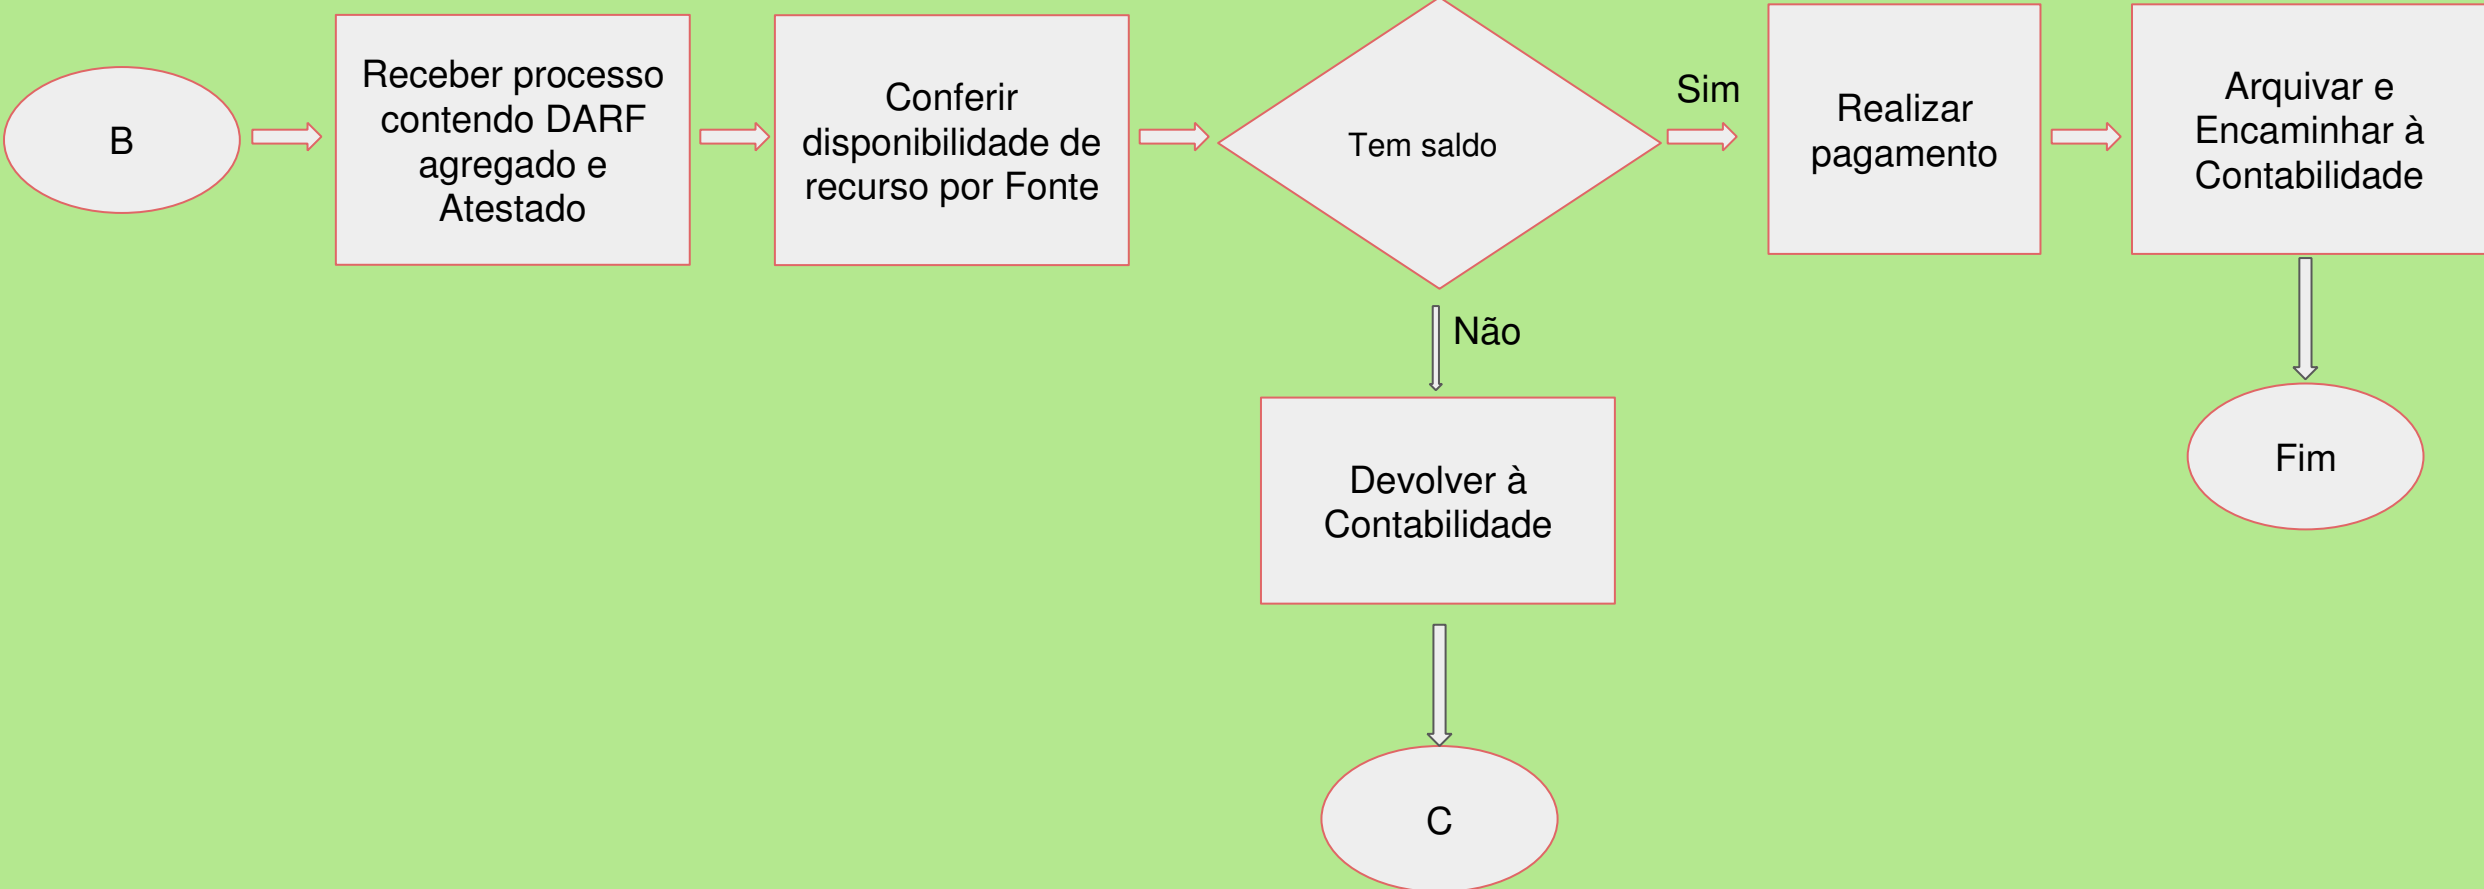 B
Receber processo
contendo DARF
agregado e
Atestado
Conferir
disponibilidade de
recurso por Fonte
Tem saldo
Sim
Realizar
pagamento
Arquivar e
Encaminhar à
Contabilidade
Não
Devolver à
Contabilidade
Fim
C